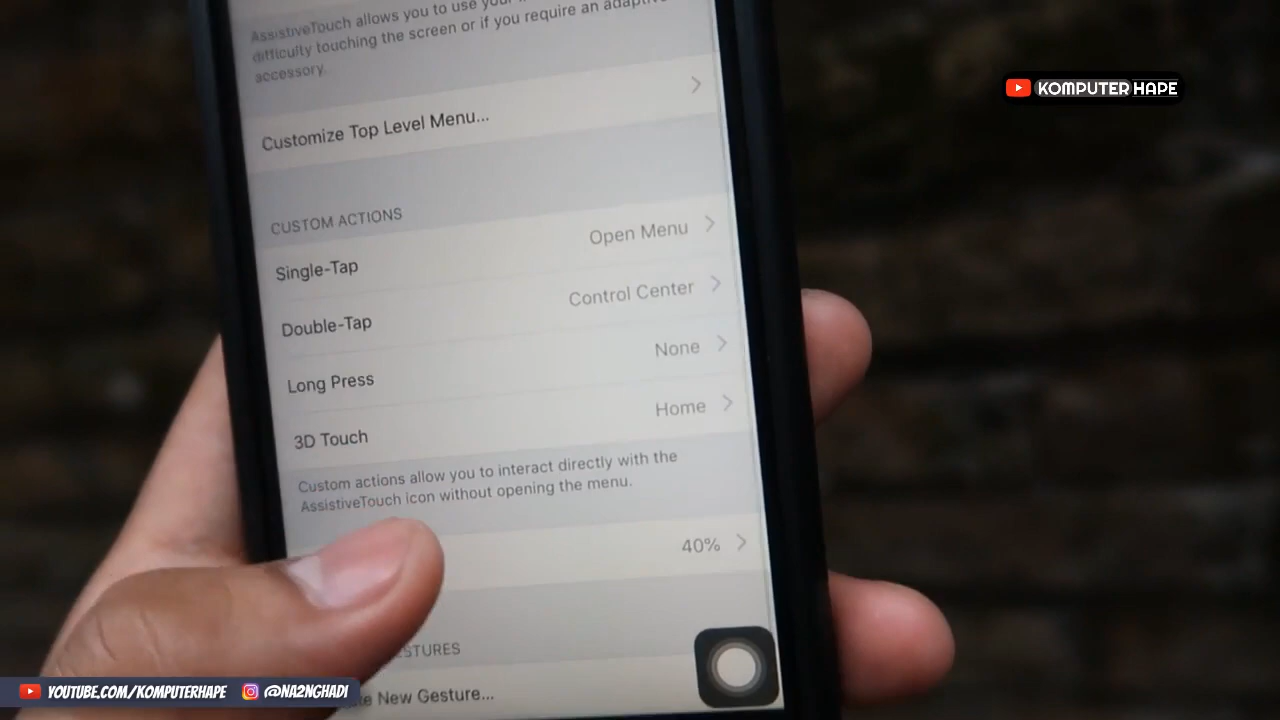 AssistiveTouch allows you to use your
difficulty touching the screen or if you require an adaptive
accessory.
KOMPUTER HAPE
Customize Top Level Menu...
CUSTOM ACTIONS
Single-Tap Open Menu
Double-Tap Control Center
Long Press None
3D Touch Home
Custom actions allow you to interact directly with the
AssistiveTouch icon without opening the menu.
40%
STURES
New Gesture...
YOUTUBE.COM/KOMPUTERHAPE @NA2NGHADI